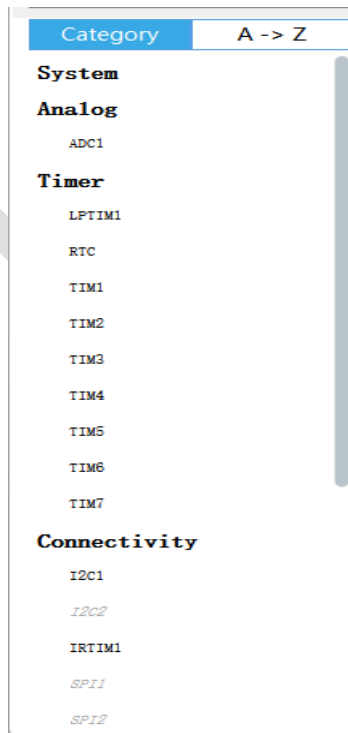 Category A -> Z
System
Analog
ADC1
Timer
LPTIM1
RTC
TIM1
TIM2
TIM3
TIM4
TIM5
TIM6
TIM7
Connectivity
I2C1
I2C2
IRTIM1
SPI1
SPI2